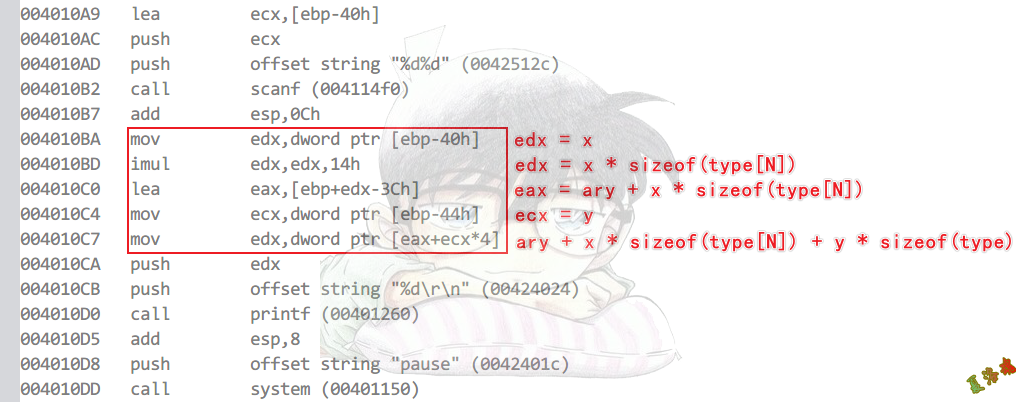 004010A9 lea ecx,[ebp-40h]
004010AC push ecx
004010AD push offset string "%d%d" (0042512c)
004010B2 call scanf (004114f0)
004010B7 add esp,0Ch
004010BA mov edx,dword ptr [ebp-40h] edx = x
004010BD imul edx,edx,14h edx = x * sizeof(type[N])
004010C0 lea eax,[ebp+edx-3Ch] eax = ary + x * sizeof(type[N])
004010C4 mov ecx,dword ptr [ebp-44h] ecx = y
004010C7 mov edx,dword ptr [eax+ecx*4] ary + x * sizeof(type[N]) + y * sizeof(type)
004010CA push edx
004010CB push offset string "%d\r\n" (00424024)
004010D0 call printf (00401260)
004010D5 add esp,8
004010D8 push offset string "pause" (0042401c)
004010DD call system (00401150)